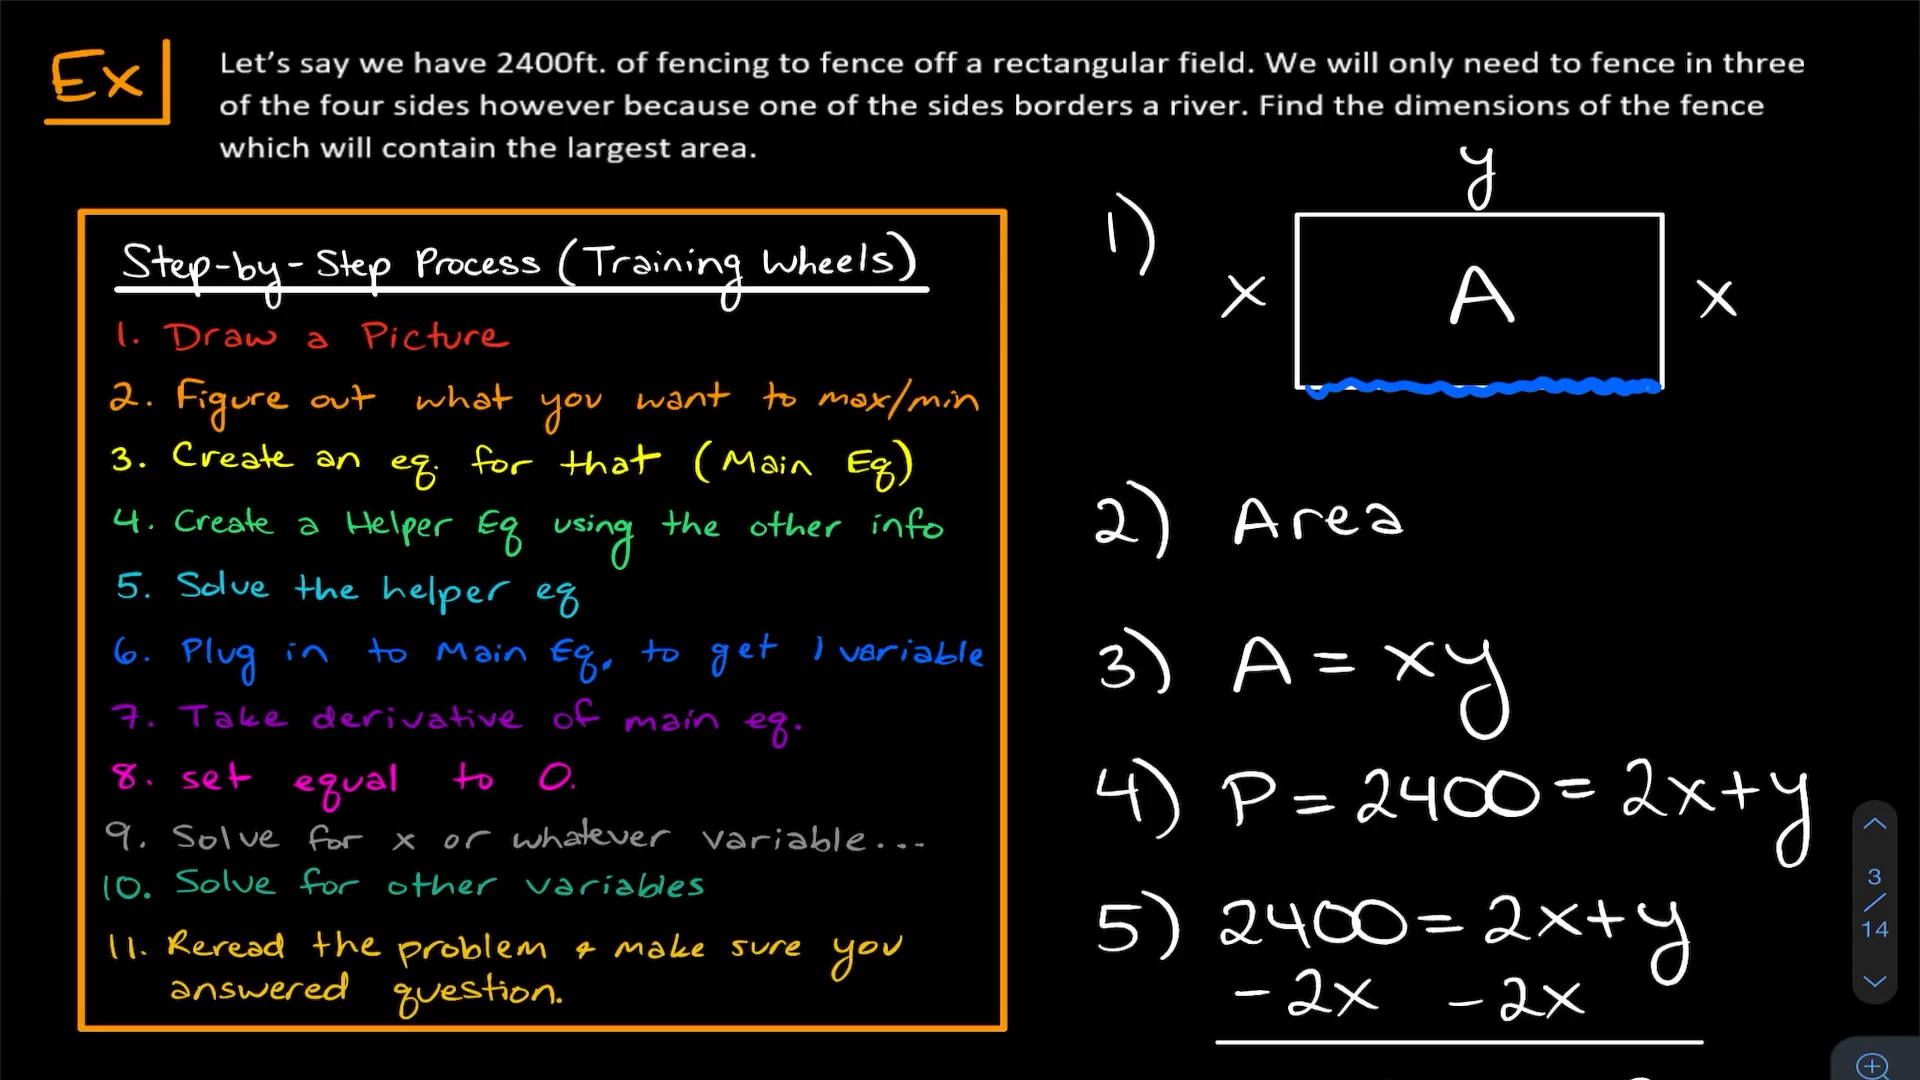 Ex
Let's say we have 2400ft. of fencing to fence off a rectangular field. We will only need to fence in three
of the four sides however because one of the sides borders a river. Find the dimensions of the fence
which will contain the largest area.
Step-by-Step Process (Training Wheels)
1. Draw a Picture
2. Figure out what you want to max/min
3. Create an eq. for that (Main Eq)
4. Create a Helper Eq using the other info
5. Solve the helper eq
6. Plug in to Main Eq. to get 1 variable
7. Take derivative of main eq.
8. set equal to 0.
9. Solve for x or whatever variable...
10. Solve for other variables
11. Reread the problem & make sure you
answered question.
1)
y
x
A
x
2) Area
3) A = xy
4) P = 2400 = 2x+y
5) 2400 = 2x+y
-2x -2x
3
/
14